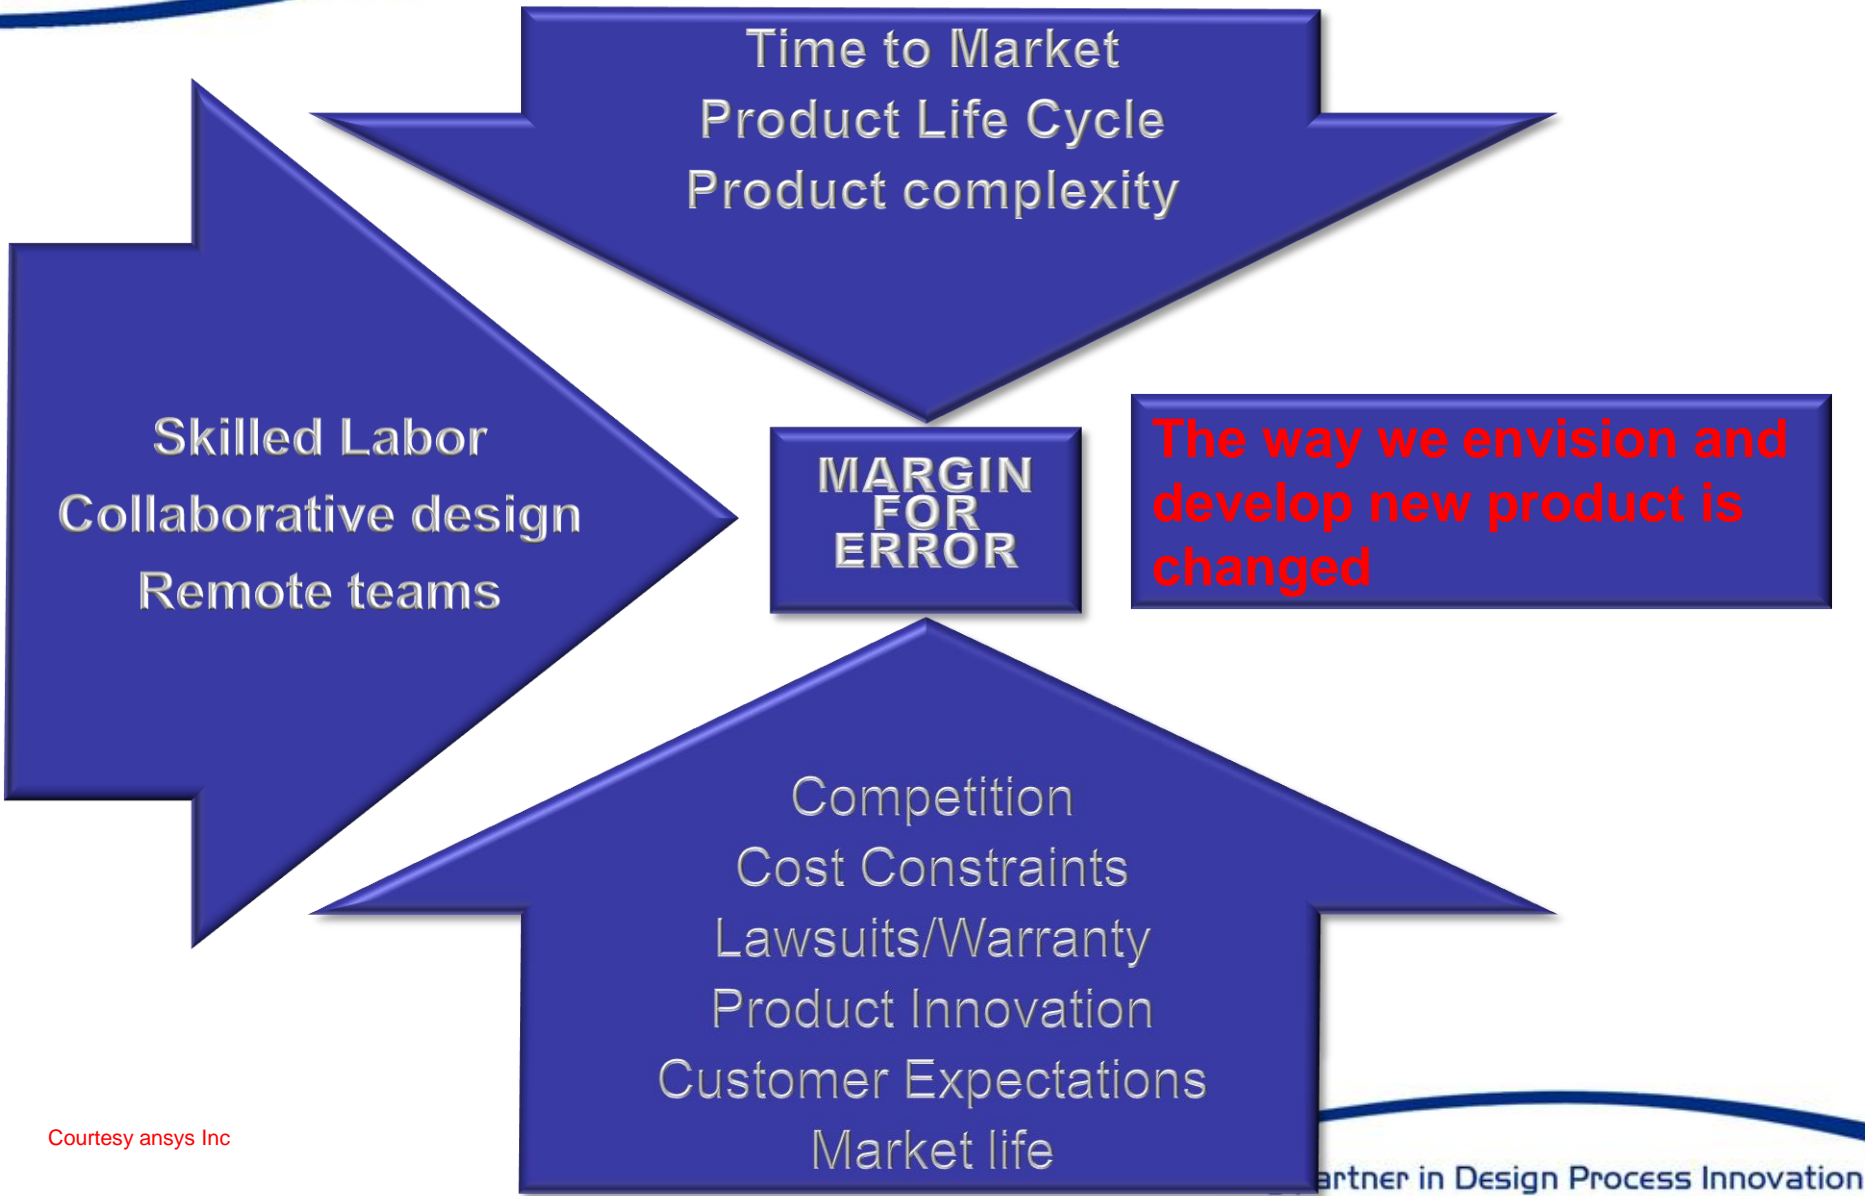 Time to Market
Product Life Cycle
Product complexity
Skilled Labor
Collaborative design
Remote teams
MARGIN
FOR
ERROR
The way we envision and
develop new product is
changed
Competition
Cost Constraints
Lawsuits/Warranty
Product Innovation
Customer Expectations
Market life
Courtesy ansys Inc
in Design Process Innovation